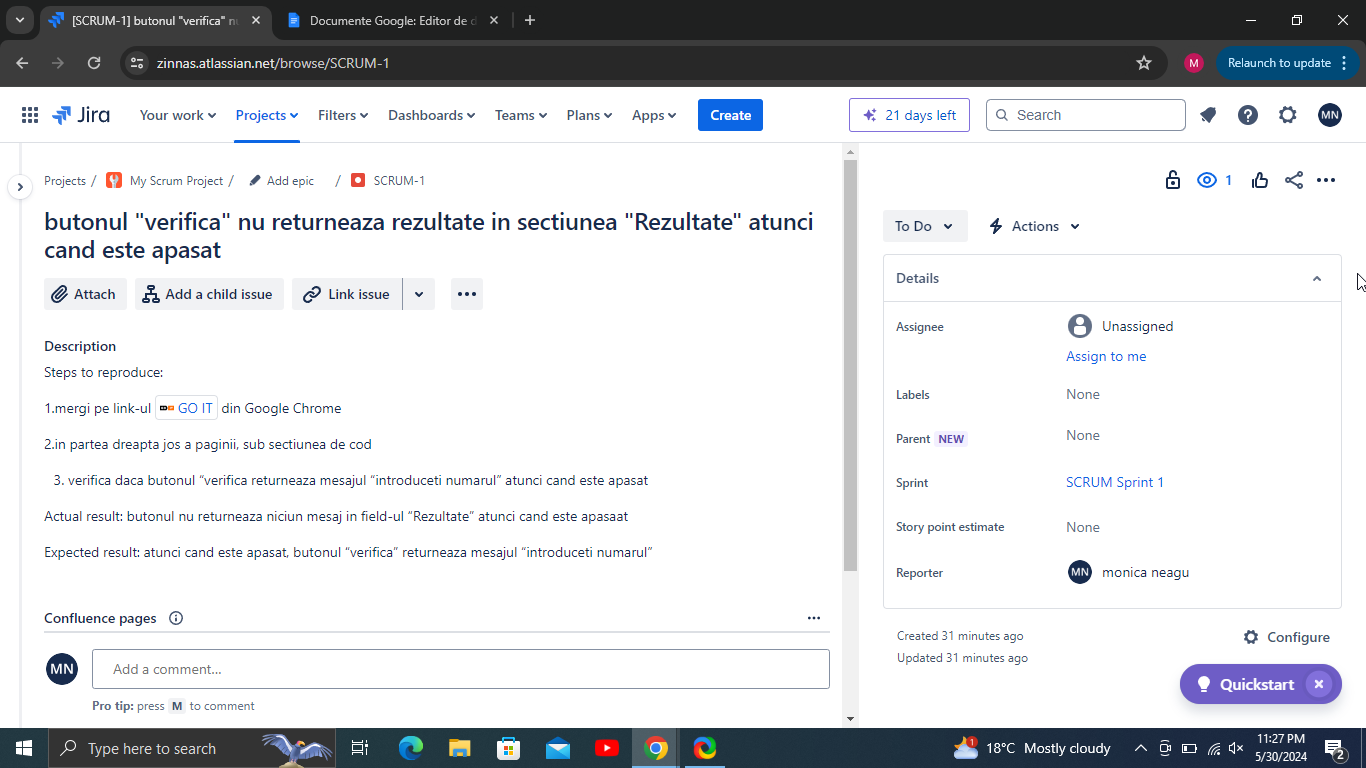 [SCRUM-1] butonul "verifica" n
Documente Google: Editor de d
zinnas.atlassian.net/browse/SCRUM-1
M
Relaunch to update
Jira
Your work
Projects
Filters
Dashboards
Teams
Plans
Apps
Create
21 days left
Search
MN
Projects / My Scrum Project / Add epic / SCRUM-1
1
butonul "verifica" nu returneaza rezultate in sectiunea "Rezultate" atunci
cand este apasat
Attach
Add a child issue
Link issue
To Do
Actions
Description
Steps to reproduce:
1.mergi pe link-ul GO IT din Google Chrome
2.in partea dreapta jos a paginii, sub sectiunea de cod
3. verifica daca butonul “verifica returneaza mesajul “introduceti numarul” atunci cand este apasat
Actual result: butonul nu returneaza niciun mesaj in field-ul “Rezultate” atunci cand este apasaat
Expected result: atunci cand este apasat, butonul “verifica” returneaza mesajul “introduceti numarul”
Confluence pages
MN
Add a comment...
Pro tip: press M to comment
Details
Assignee
Unassigned
Assign to me
Labels
None
Parent NEW
None
Sprint
SCRUM Sprint 1
Story point estimate
None
Reporter
MN monica neagu
Created 31 minutes ago
Updated 31 minutes ago
Configure
Quickstart
Type here to search
1
18°C Mostly cloudy
11:27 PM
5/30/2024
2